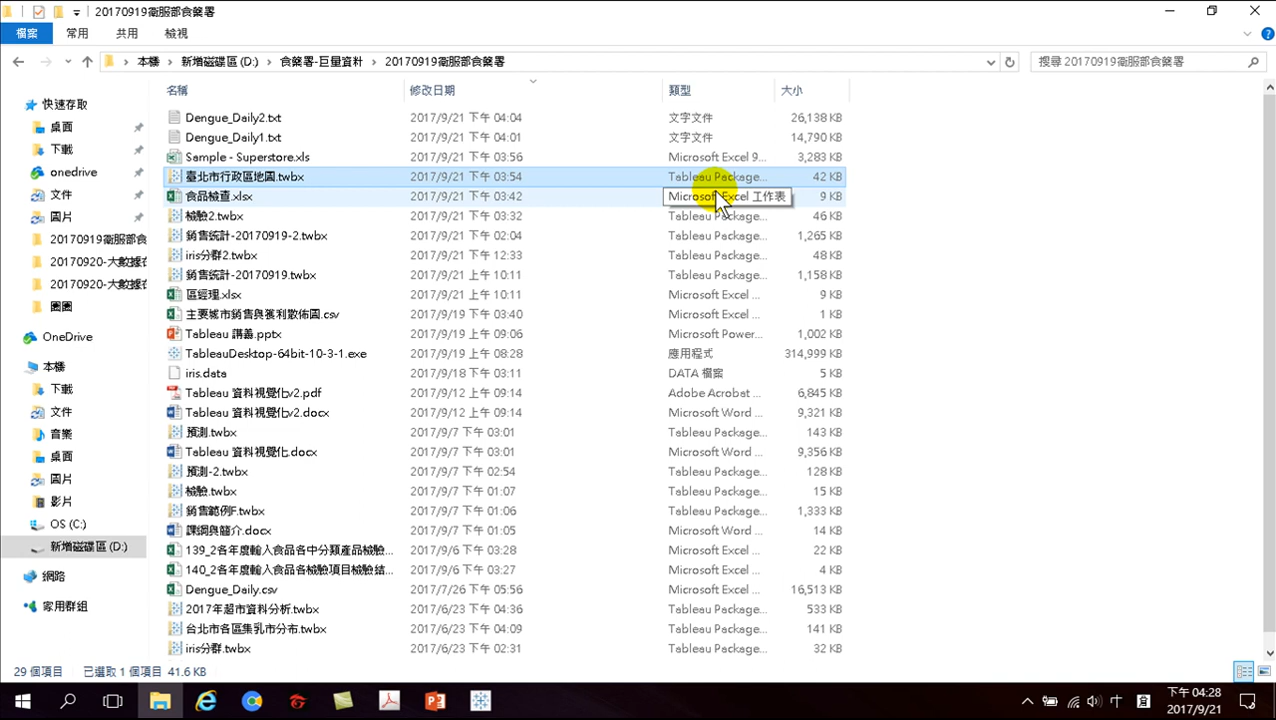 20170919衛服部食藥署
檔案 常用 共用 檢視
本機 新增磁碟區 (D:) 食藥署-巨量資料 20170919衛服部食藥署 搜尋 20170919衛服部食藥署
名稱 修改日期 類型 大小
快速存取
桌面
下載
onedrive
文件
圖片
20170919衛服部食
20170920-大數據在
20170920-大數據在
圈圈
OneDrive
本機
下載
文件
音樂
桌面
圖片
影片
OS (C:)
新增磁碟區 (D:)
網路
家用群組
Dengue_Daily2.txt 2017/9/21 下午 04:04 文字文件 26,138 KB
Dengue_Daily1.txt 2017/9/21 下午 04:01 文字文件 14,790 KB
Sample - Superstore.xls 2017/9/21 下午 03:56 Microsoft Excel 9... 3,283 KB
臺北市行政區地圖.twbx 2017/9/21 下午 03:54 Tableau Package... 42 KB
食品檢查.xlsx 2017/9/21 下午 03:42 Microsoft Excel 工作表 9 KB
檢驗2.twbx 2017/9/21 下午 03:32 Tableau Package... 46 KB
銷售統計-20170919-2.twbx 2017/9/21 下午 02:04 Tableau Package... 1,265 KB
iris分群2.twbx 2017/9/21 下午 12:33 Tableau Package... 48 KB
銷售統計-20170919.twbx 2017/9/21 上午 10:11 Tableau Package... 1,158 KB
區經理.xlsx 2017/9/21 上午 10:11 Microsoft Excel ... 9 KB
主要城市銷售與獲利散佈圖.csv 2017/9/19 下午 03:40 Microsoft Excel ... 1 KB
Tableau 講義.pptx 2017/9/19 上午 09:06 Microsoft Power... 1,002 KB
TableauDesktop-64bit-10-3-1.exe 2017/9/19 上午 08:28 應用程式 314,999 KB
iris.data 2017/9/18 下午 03:11 DATA 檔案 5 KB
Tableau 資料視覺化v2.pdf 2017/9/12 上午 09:14 Adobe Acrobat ... 6,845 KB
Tableau 資料視覺化v2.docx 2017/9/12 上午 09:14 Microsoft Word ... 9,321 KB
預測.twbx 2017/9/7 下午 03:01 Tableau Package... 143 KB
Tableau 資料視覺化.docx 2017/9/7 下午 03:01 Microsoft Word ... 9,356 KB
預測-2.twbx 2017/9/7 下午 02:54 Tableau Package... 128 KB
檢驗.twbx 2017/9/7 下午 01:07 Tableau Package... 15 KB
銷售範例F.twbx 2017/9/7 下午 01:06 Tableau Package... 1,333 KB
課綱與簡介.docx 2017/9/7 下午 01:05 Microsoft Word ... 14 KB
139_2各年度輸入食品各中分類產品檢驗... 2017/9/6 下午 03:28 Microsoft Excel ... 22 KB
140_2各年度輸入食品各檢驗項目檢驗結... 2017/9/6 下午 03:27 Microsoft Excel ... 4 KB
Dengue_Daily.csv 2017/7/26 下午 05:56 Microsoft Excel ... 16,513 KB
2017年超市資料分析.twbx 2017/6/23 下午 04:36 Tableau Package... 533 KB
台北市各區集乳市分布.twbx 2017/6/23 下午 04:09 Tableau Package... 141 KB
iris分群.twbx 2017/6/23 下午 02:31 Tableau Package... 32 KB
29 個項目 已選取 1 個項目 41.6 KB
中 下午 04:28
2017/9/21